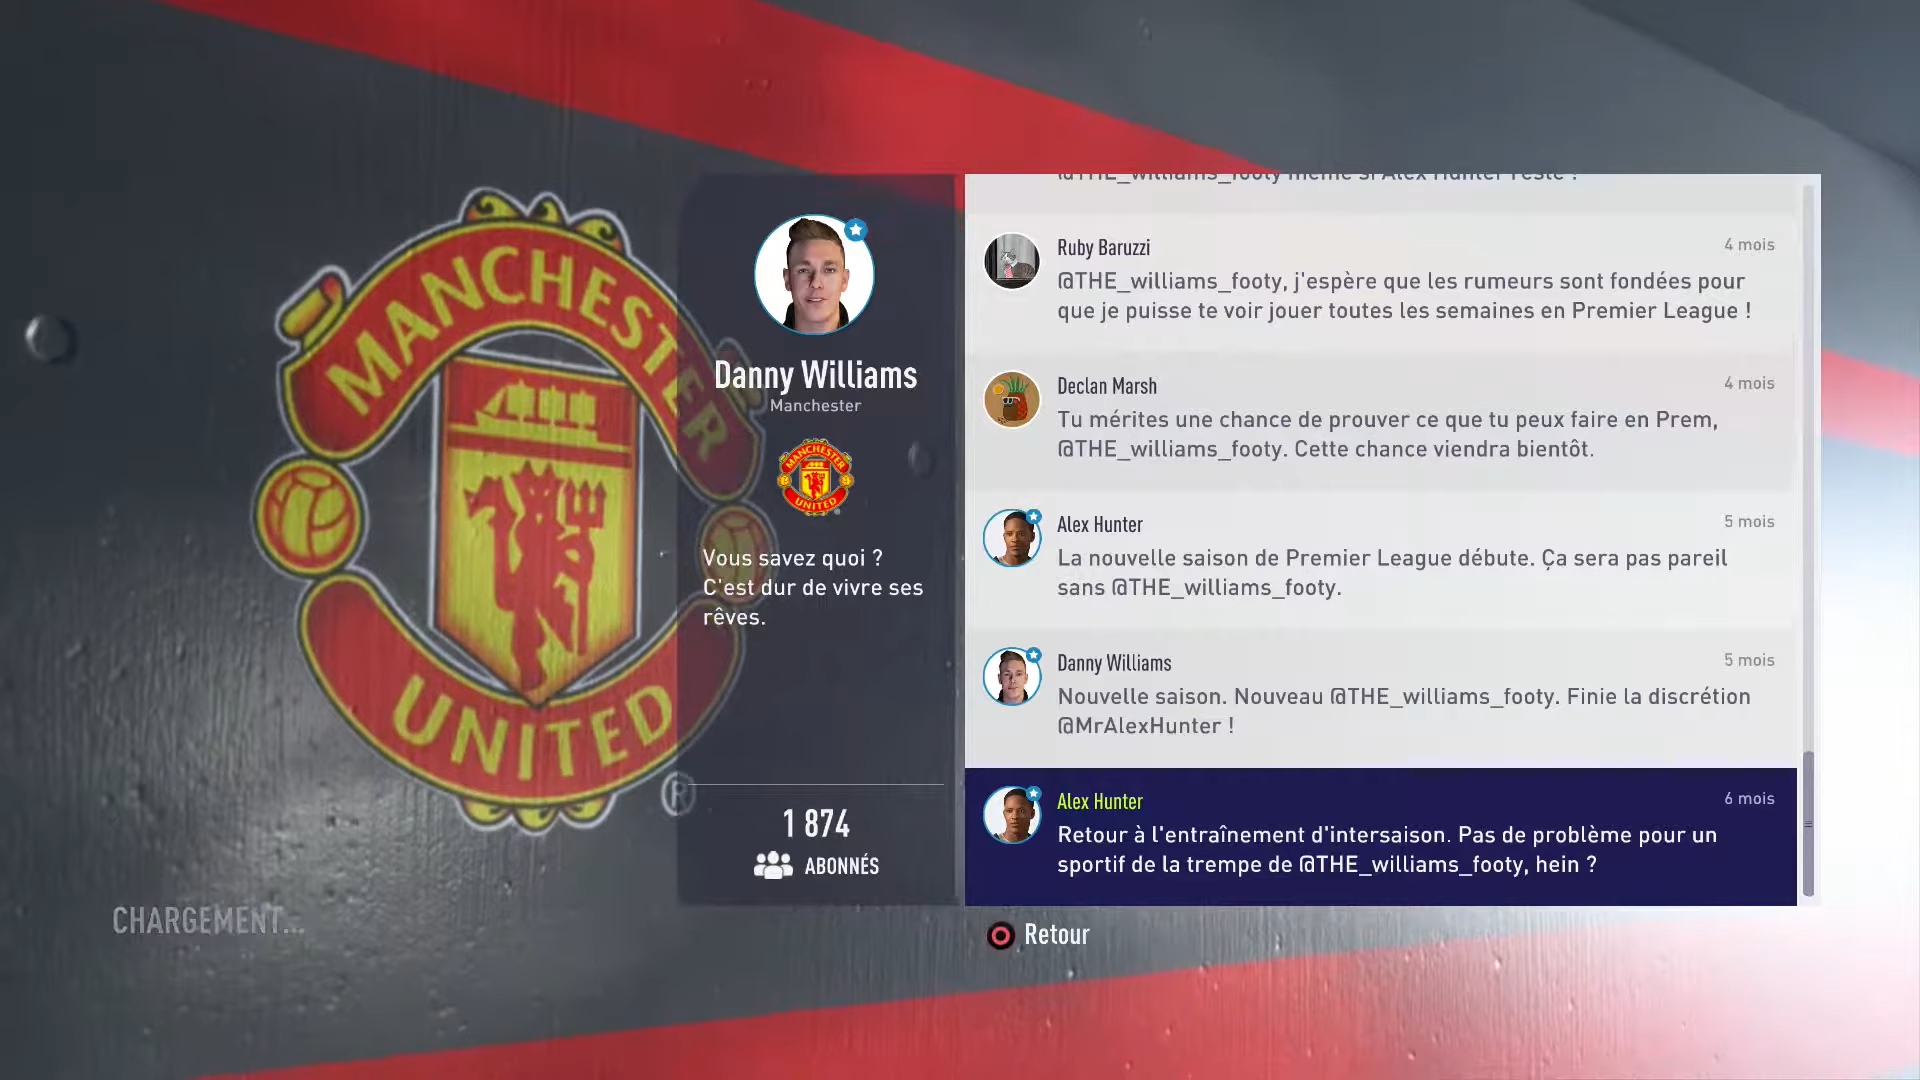 MANCHESTER
UNITED
®
Danny Williams
Manchester
MANCHESTER
UNITED
Vous savez quoi ?
C'est dur de vivre ses
rêves.
1 874
ABONNÉS
@THE_williams_footy même si Alex Hunter reste !
Ruby Baruzzi
4 mois
@THE_williams_footy, j'espère que les rumeurs sont fondées pour
que je puisse te voir jouer toutes les semaines en Premier League !
Declan Marsh
4 mois
Tu mérites une chance de prouver ce que tu peux faire en Prem,
@THE_williams_footy. Cette chance viendra bientôt.
Alex Hunter
5 mois
La nouvelle saison de Premier League débute. Ça sera pas pareil
sans @THE_williams_footy.
Danny Williams
5 mois
Nouvelle saison. Nouveau @THE_williams_footy. Finie la discrétion
@MrAlexHunter !
Alex Hunter
6 mois
Retour à l'entraînement d'intersaison. Pas de problème pour un
sportif de la trempe de @THE_williams_footy, hein ?
CHARGEMENT...
Retour